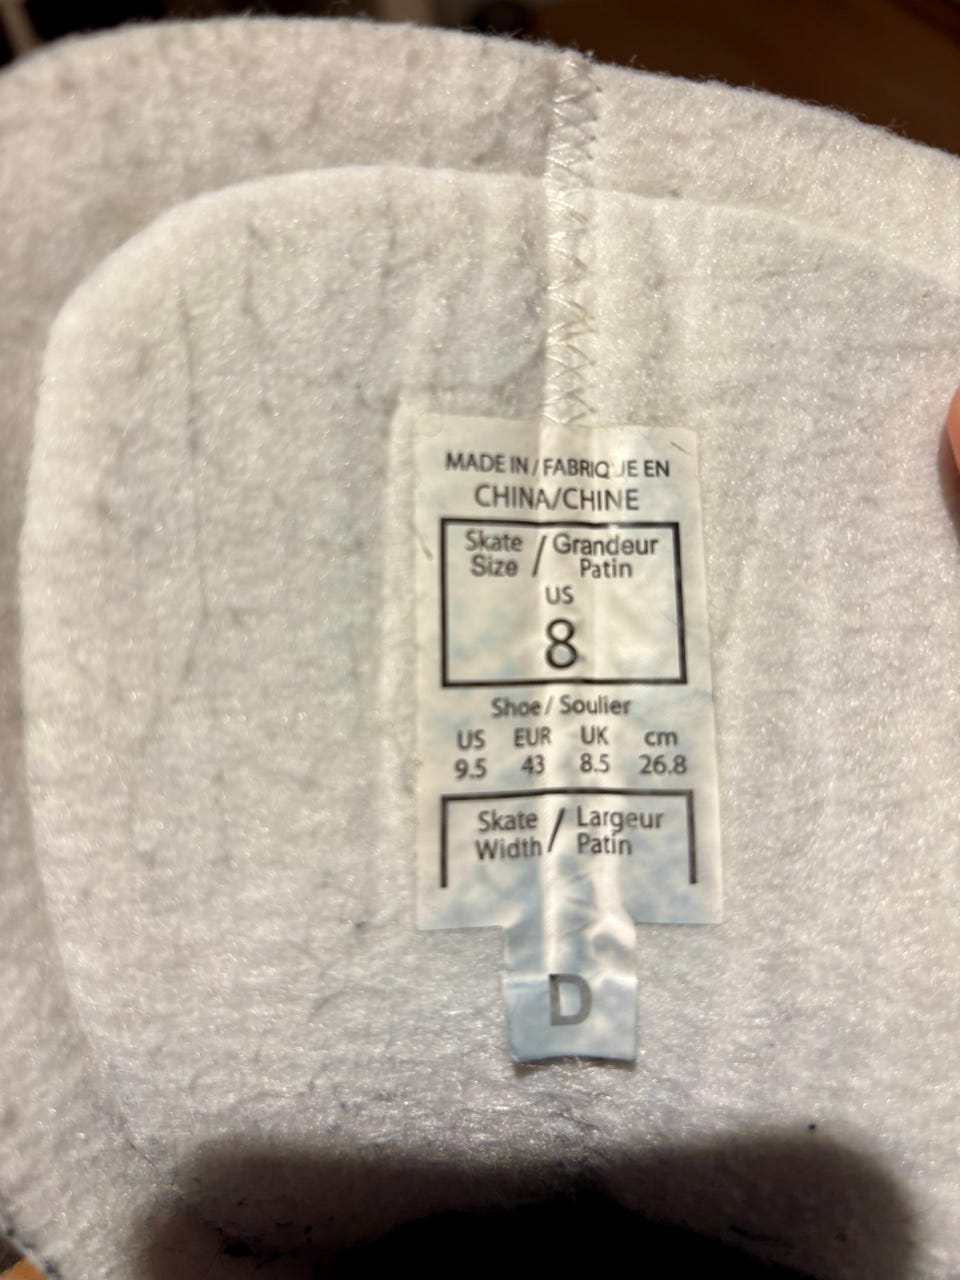 MADE IN / FABRIQUE EN
CHINA/CHINE
Skate / Grandeur
Size Patin
US
8
Shoe / Soulier
US EUR UK cm
9.5 43 8.5 26.8
Skate / Largeur
Width Patin
D